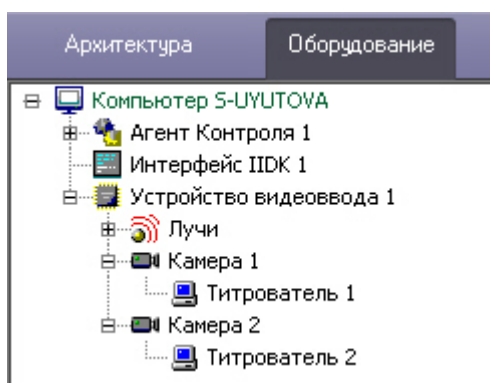 Архитектура Оборудование
Компьютер S-UYUTOVA
Агент Контроля 1
Интерфейс IIDK 1
Устройство видеоввода 1
Лучи
Камера 1
Титрователь 1
Камера 2
Титрователь 2